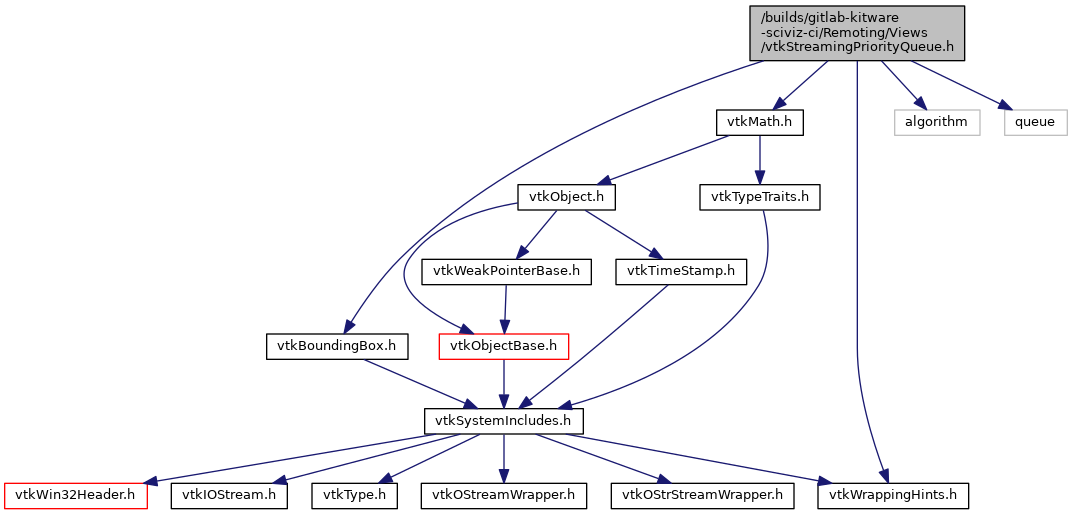 /builds/gitlab-kitware
-sciviz-ci/Remoting/Views
/vtkStreamingPriorityQueue.h
vtkMath.h
algorithm
queue
vtkObject.h
vtkTypeTraits.h
vtkWeakPointerBase.h
vtkTimeStamp.h
vtkBoundingBox.h
vtkObjectBase.h
vtkSystemIncludes.h
vtkWin32Header.h
vtkIOStream.h
vtkType.h
vtkOStreamWrapper.h
vtkOStrStreamWrapper.h
vtkWrappingHints.h